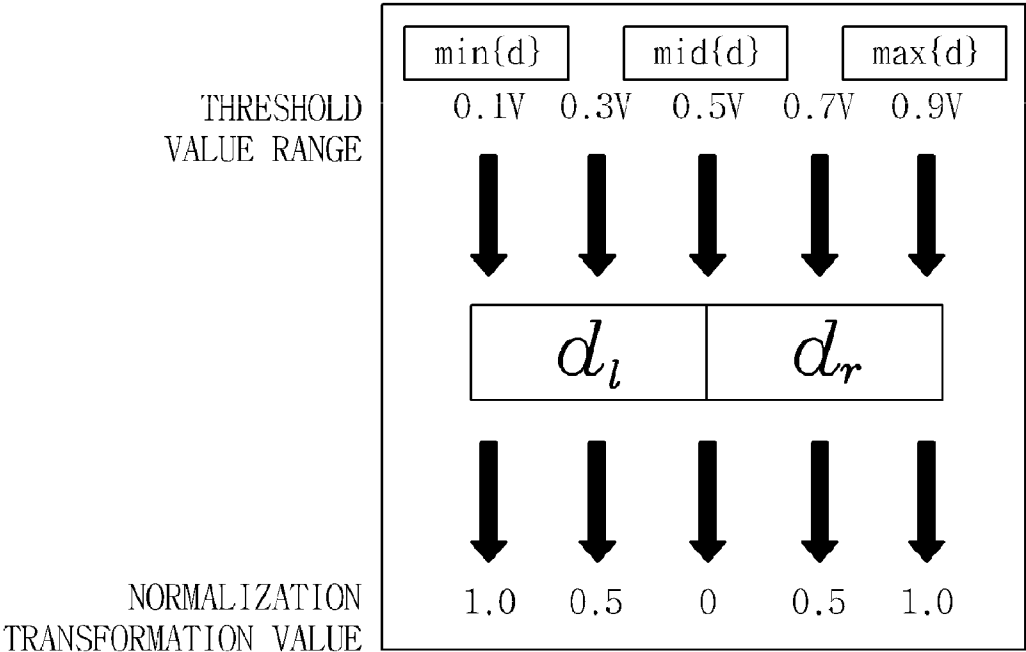 min{d} mid{d} max{d}
THRESHOLD
VALUE RANGE
0.1V 0.3V 0.5V 0.7V 0.9V
d_l d_r
NORMALIZATION
TRANSFORMATION VALUE
1.0 0.5 0 0.5 1.0